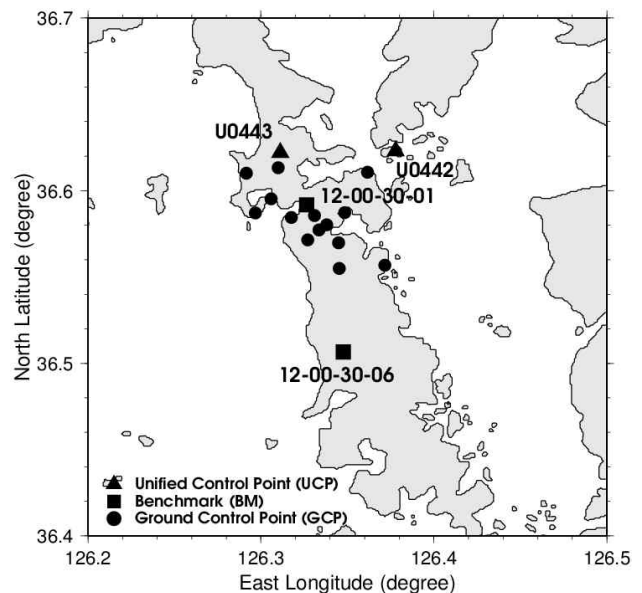 36.7
U0443
U0442
36.6
12-00-30-01
North Latitude (degree)
36.5
12-00-30-06
Unified Control Point (UCP)
Benchmark (BM)
Ground Control Point (GCP)
36.4
126.2
126.3
126.4
126.5
East Longitude (degree)